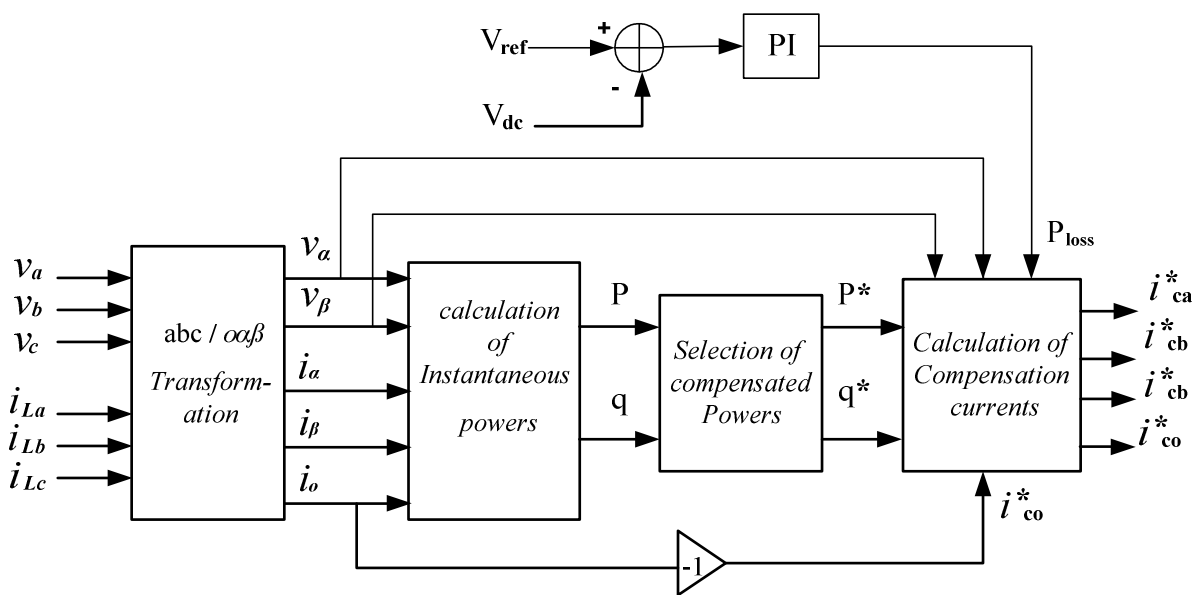 +
V_ref
PI
-
V_dc
P_loss
v_a
v_b
v_c
i_La
i_Lb
i_Lc
abc / oαβ
Transform-
ation
v_α
v_β
i_α
i_β
i_o
calculation
of
Instantaneous
powers
P
q
Selection of
compensated
Powers
P*
q*
Calculation of
Compensation
currents
i*_ca
i*_cb
i*_cb
i*_co
i*_co
-1